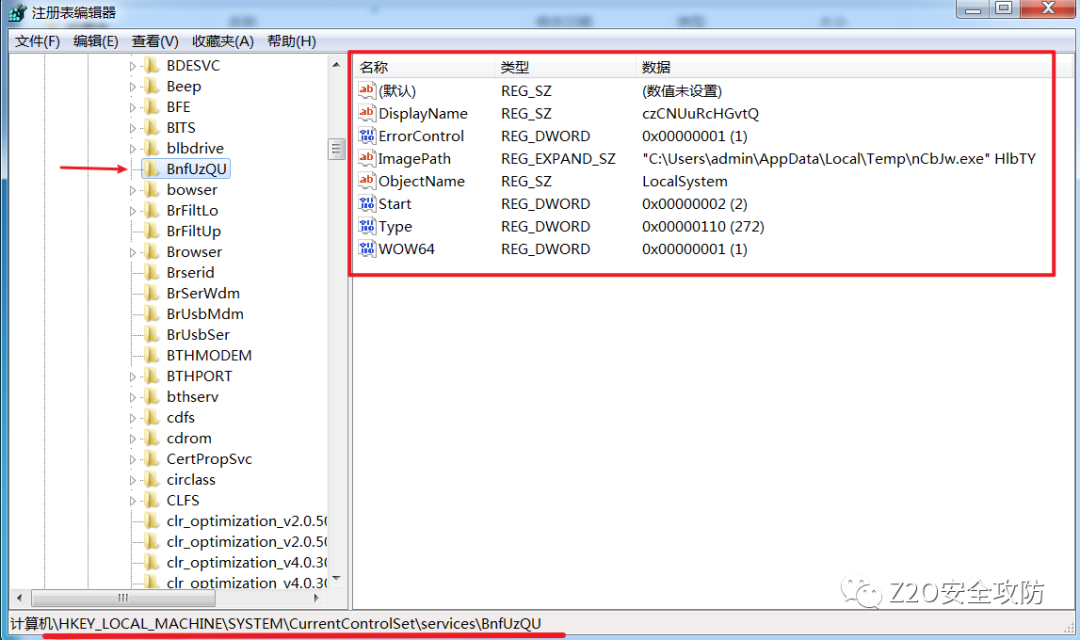 注册表编辑器
文件(F) 编辑(E) 查看(V) 收藏夹(A) 帮助(H)
BDESVC
Beep
BFE
BITS
blbdrive
BnfUzQU
bowser
BrFiltLo
BrFiltUp
Browser
Brserid
BrSerWdm
BrUsbMdm
BrUsbSer
BTHMODEM
BTHPORT
bthserv
cdfs
cdrom
CertPropSvc
circlass
CLFS
clr_optimization_v2.0.50
clr_optimization_v2.0.50
clr_optimization_v4.0.30
clr_optimization_v4.0.30
名称 类型 数据
(默认) REG_SZ (数值未设置)
DisplayName REG_SZ czCNUuRcHGvtQ
ErrorControl REG_DWORD 0x00000001 (1)
ImagePath REG_EXPAND_SZ "C:\Users\admin\AppData\Local\Temp\nCbJw.exe" HlbTY
ObjectName REG_SZ LocalSystem
Start REG_DWORD 0x00000002 (2)
Type REG_DWORD 0x00000110 (272)
WOW64 REG_DWORD 0x00000001 (1)
Z2O安全攻防
计算机\HKEY_LOCAL_MACHINE\SYSTEM\CurrentControlSet\services\BnfUzQU